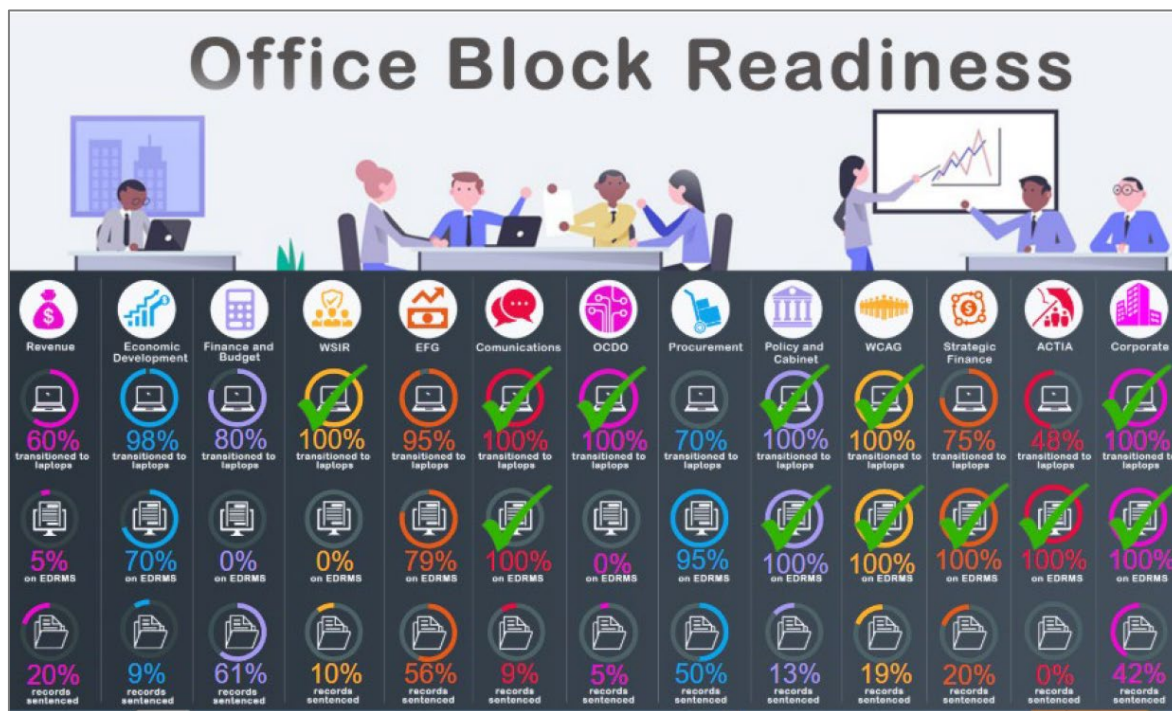 Office Block Readiness
Revenue
Economic
Development
Finance and
Budget
WSIR
EFG
Comunications
OCDO
Procurement
Policy and
Cabinet
WCAG
Strategic
Finance
ACTIA
Corporate
60%
transitioned to
laptops
98%
transitioned to
laptops
80%
transitioned to
laptops
100%
transitioned to
laptops
95%
transitioned to
laptops
100%
transitioned to
laptops
100%
transitioned to
laptops
70%
transitioned to
laptops
100%
transitioned to
laptops
100%
transitioned to
laptops
75%
transitioned to
laptops
48%
transitioned to
laptops
100%
transitioned to
laptops
5%
on EDRMS
70%
on EDRMS
0%
on EDRMS
0%
on EDRMS
79%
on EDRMS
100%
on EDRMS
0%
on EDRMS
95%
on EDRMS
100%
on EDRMS
100%
on EDRMS
100%
on EDRMS
100%
on EDRMS
100%
on EDRMS
20%
records
sentenced
9%
records
sentenced
61%
records
sentenced
10%
records
sentenced
56%
records
sentenced
9%
records
sentenced
5%
records
sentenced
50%
records
sentenced
13%
records
sentenced
19%
records
sentenced
20%
records
sentenced
0%
records
sentenced
42%
records
sentenced